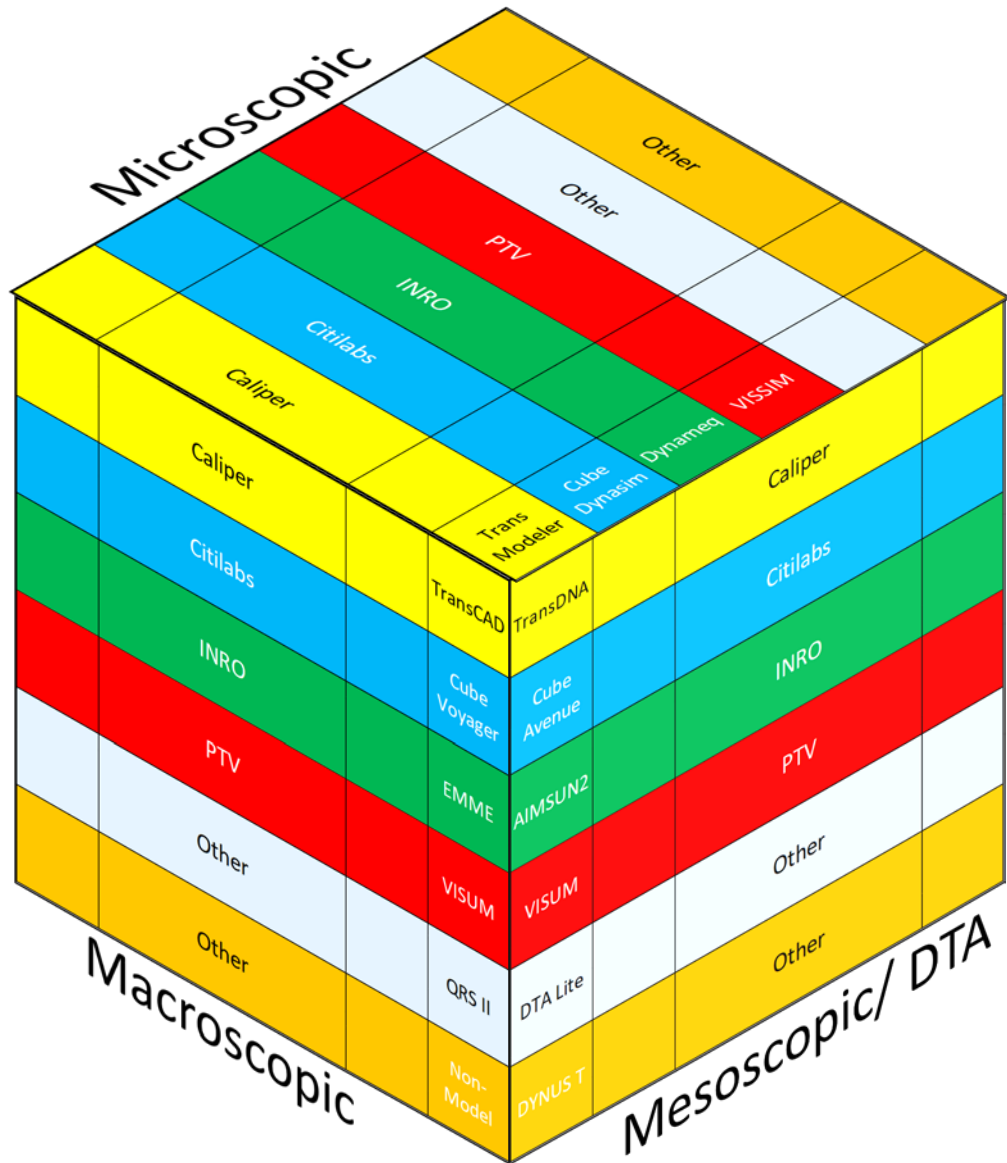 Microscopic
Other
Other
PTV
INRO
Citilabs
Caliper
VISSIM
Dynameq
Cube
Dynasim
Trans
Modeler
Caliper
Citilabs
INRO
PTV
Other
Other
TransCAD
Cube
Voyager
EMME
VISUM
QRS II
Non-
Model
Macroscopic
TransDNA
Cube
Avenue
AIMSUN2
VISUM
DTA Lite
DYNUS T
Caliper
Citilabs
INRO
PTV
Other
Other
Mesoscopic/ DTA